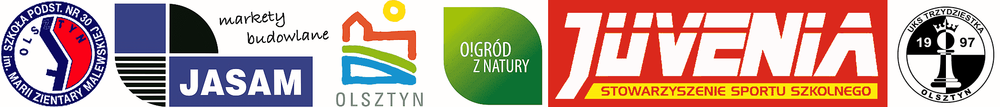 SZKOŁA PODST. NR 30
im. MARII ZIENTARY MALEWSKIEJ
OLSZTYN
markety
budowlane
JASAM
OLSZTYN
O!GRÓD
Z NATURY
JUVENIA
STOWARZYSZENIE SPORTU SZKOLNEGO
UKS TRZYDZIESTKA
19 97
OLSZTYN